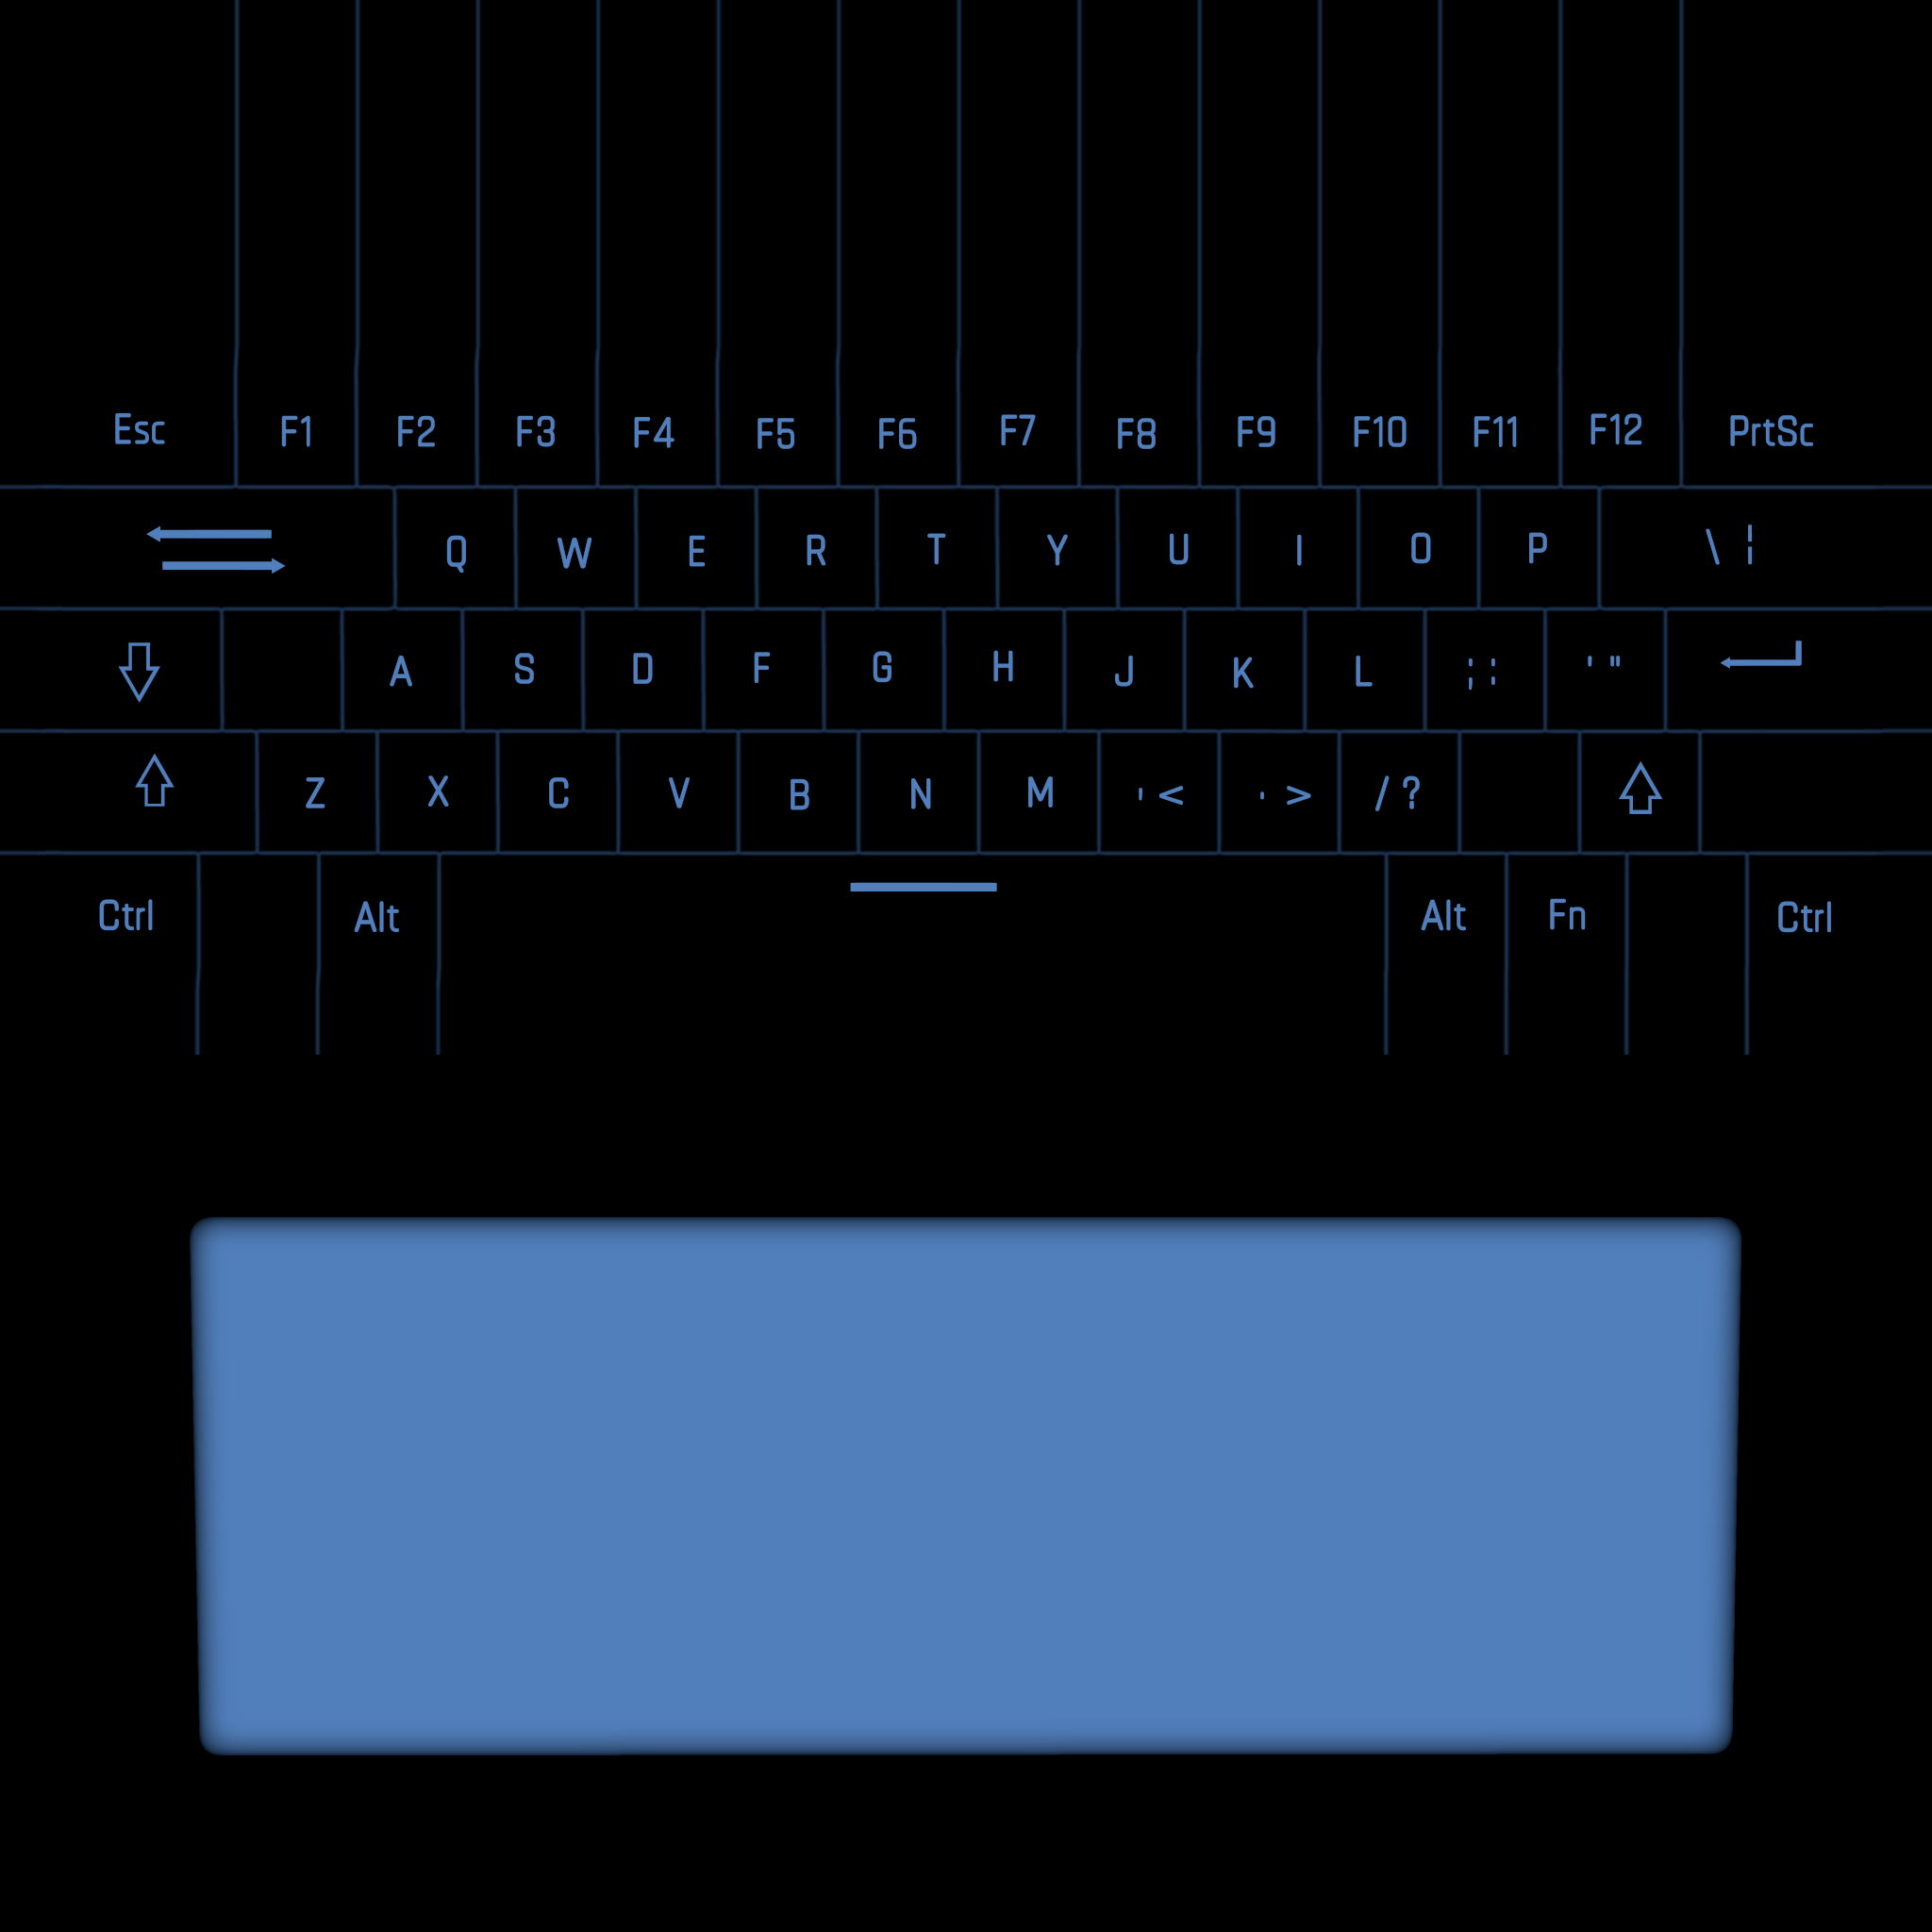 Esc F1 F2 F3 F4 F5 F6 F7 F8 F9 F10 F11 F12 PrtSc
Q W E R T Y U I O P \ ¦
A S D F G H J K L ; : ' "
Z X C V B N M ' < · > / ?
Ctrl Alt Alt Fn Ctrl